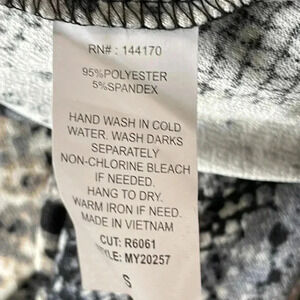 RN# : 144170
95%POLYESTER
5%SPANDEX
HAND WASH IN COLD
WATER. WASH DARKS
SEPARATELY
NON-CHLORINE BLEACH
IF NEEDED.
HANG TO DRY.
WARM IRON IF NEED.
MADE IN VIETNAM
CUT: R6061
STYLE: MY20257
S